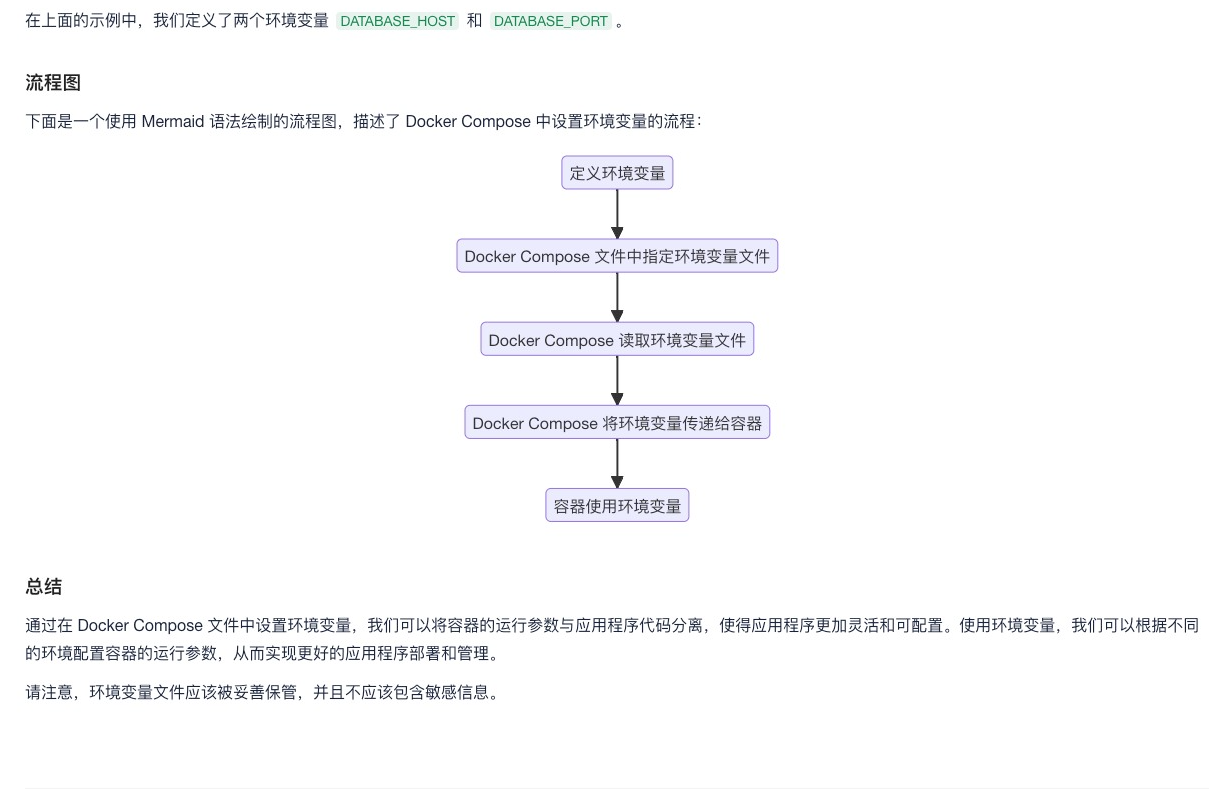 在上面的示例中，我们定义了两个环境变量 DATABASE_HOST 和 DATABASE_PORT 。
流程图
下面是一个使用 Mermaid 语法绘制的流程图，描述了 Docker Compose 中设置环境变量的流程：
定义环境变量
Docker Compose 文件中指定环境变量文件
Docker Compose 读取环境变量文件
Docker Compose 将环境变量传递给容器
容器使用环境变量
总结
通过在 Docker Compose 文件中设置环境变量，我们可以将容器的运行参数与应用程序代码分离，使得应用程序更加灵活和可配置。使用环境变量，我们可以根据不同
的环境配置容器的运行参数，从而实现更好的应用程序部署和管理。
请注意，环境变量文件应该被妥善保管，并且不应该包含敏感信息。